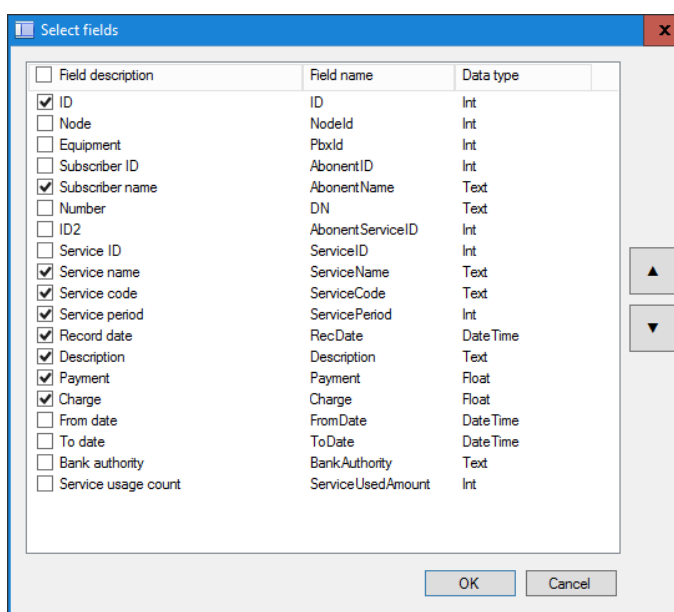 Select fields
x
Field description Field name Data type
ID ID Int
Node NodeId Int
Equipment PbxId Int
Subscriber ID AbonentID Int
Subscriber name AbonentName Text
Number DN Text
ID2 AbonentServiceID Int
Service ID ServiceID Int
Service name ServiceName Text
Service code ServiceCode Text
Service period ServicePeriod Int
Record date RecDate DateTime
Description Description Text
Payment Payment Float
Charge Charge Float
From date FromDate DateTime
To date ToDate DateTime
Bank authority BankAuthority Text
Service usage count ServiceUsedAmount Int
OK Cancel